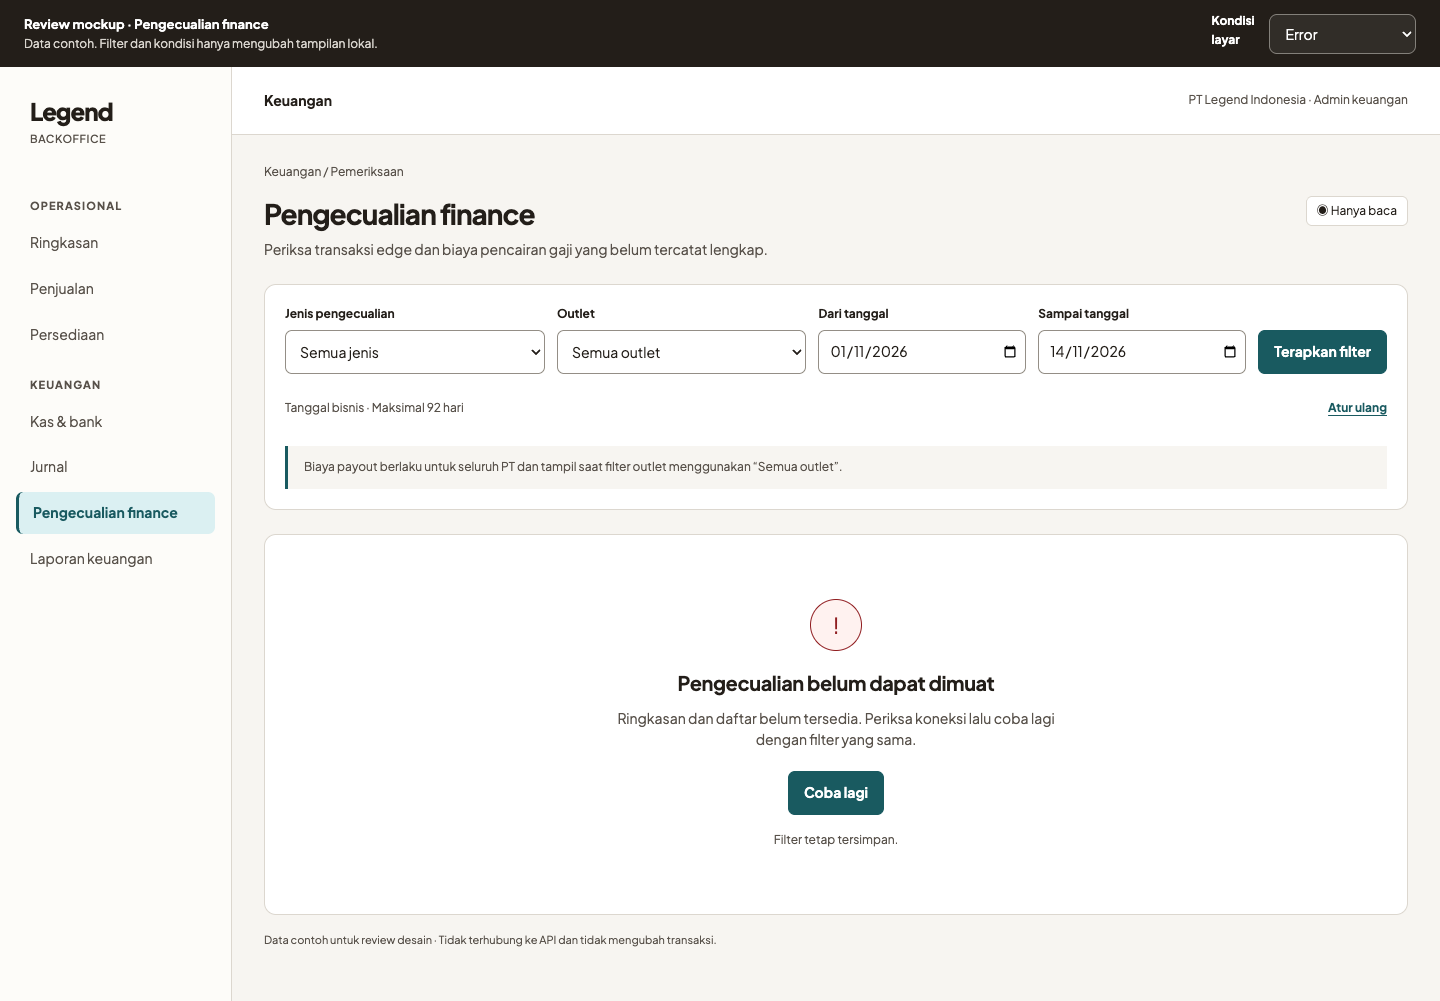 Review mockup · Pengecualian finance
Data contoh. Filter dan kondisi hanya mengubah tampilan lokal.
Kondisi
layar
Error
Legend
BACKOFFICE
OPERASIONAL
Ringkasan
Penjualan
Persediaan
KEUANGAN
Kas & bank
Jurnal
Pengecualian finance
Laporan keuangan
Keuangan
PT Legend Indonesia · Admin keuangan
Keuangan / Pemeriksaan
Pengecualian finance
Hanya baca
Periksa transaksi edge dan biaya pencairan gaji yang belum tercatat lengkap.
Jenis pengecualian
Outlet
Dari tanggal
Sampai tanggal
Semua jenis
Semua outlet
01/11/2026
14/11/2026
Terapkan filter
Tanggal bisnis · Maksimal 92 hari
Atur ulang
Biaya payout berlaku untuk seluruh PT dan tampil saat filter outlet menggunakan “Semua outlet”.
!
Pengecualian belum dapat dimuat
Ringkasan dan daftar belum tersedia. Periksa koneksi lalu coba lagi
dengan filter yang sama.
Coba lagi
Filter tetap tersimpan.
Data contoh untuk review desain · Tidak terhubung ke API dan tidak mengubah transaksi.